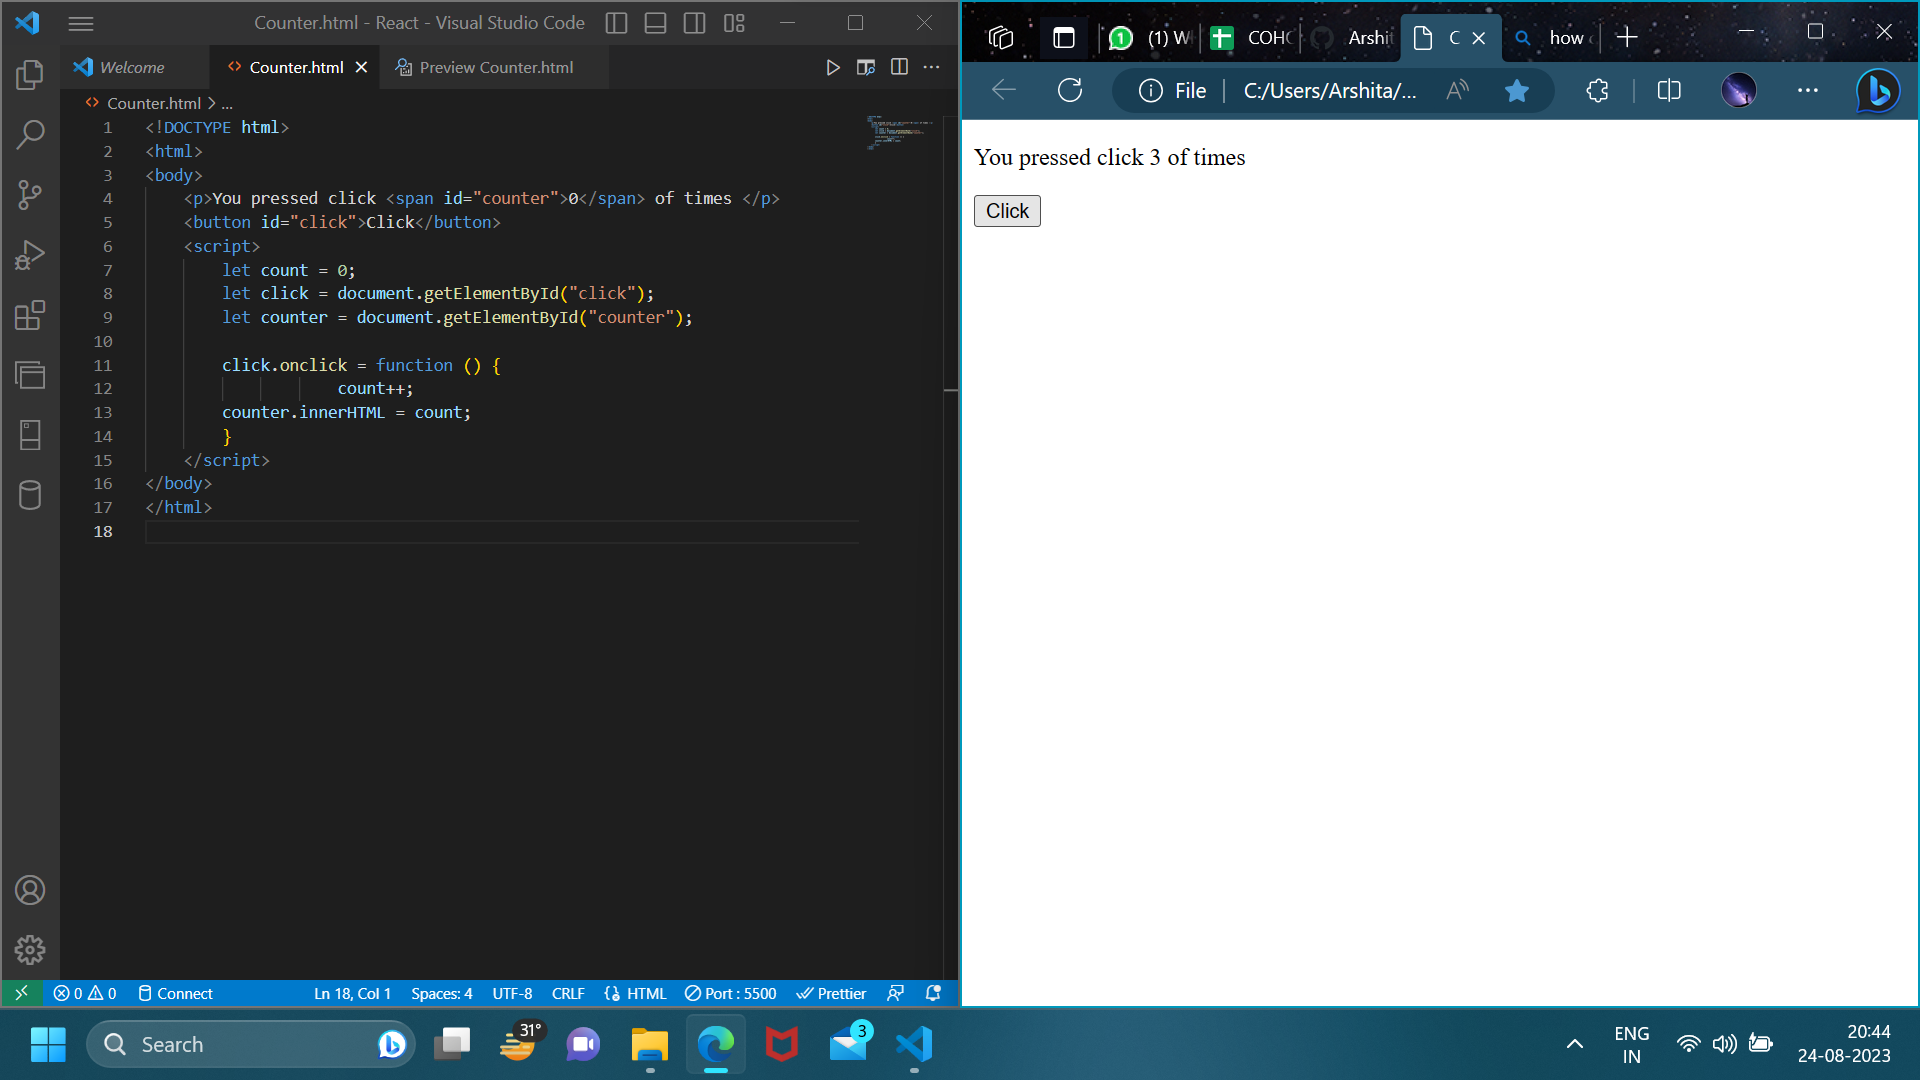 Counter.html - React - Visual Studio Code
Welcome
Counter.html
Preview Counter.html
Counter.html > ...
1 <!DOCTYPE html>
2 <html>
3 <body>
4 <p>You pressed click <span id="counter">0</span> of times </p>
5 <button id="click">Click</button>
6 <script>
7 let count = 0;
8 let click = document.getElementById("click");
9 let counter = document.getElementById("counter");
10
11 click.onclick = function () {
12 count++;
13 counter.innerHTML = count;
14 }
15 </script>
16 </body>
17 </html>
18
0 0 Connect Ln 18, Col 1 Spaces: 4 UTF-8 CRLF HTML Port : 5500 Prettier
1 (1) W COHC Arshit C how
File C:/Users/Arshita/...
You pressed click 3 of times
Click
Search
31°
3
ENG
IN
20:44
24-08-2023